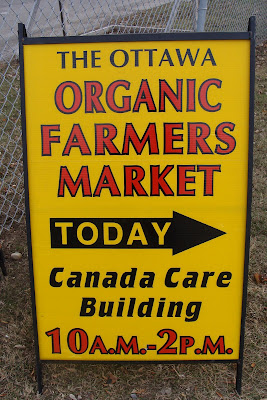 THE OTTAWA
ORGANIC
FARMERS
MARKET
TODAY
Canada Care
Building
10A.M.-2P.M.